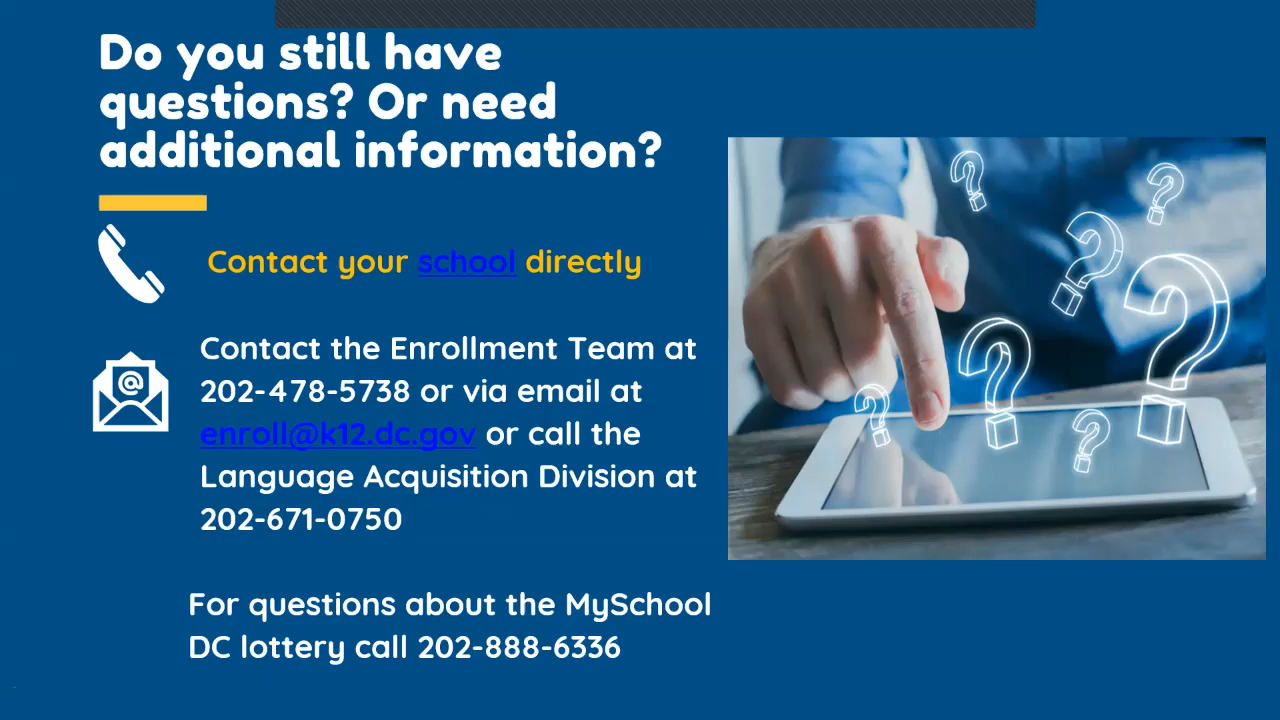 Do you still have
questions? Or need
additional information?
Contact your school directly
Contact the Enrollment Team at
202-478-5738 or via email at
enroll@k12.dc.gov or call the
Language Acquisition Division at
202-671-0750
For questions about the MySchool
DC lottery call 202-888-6336